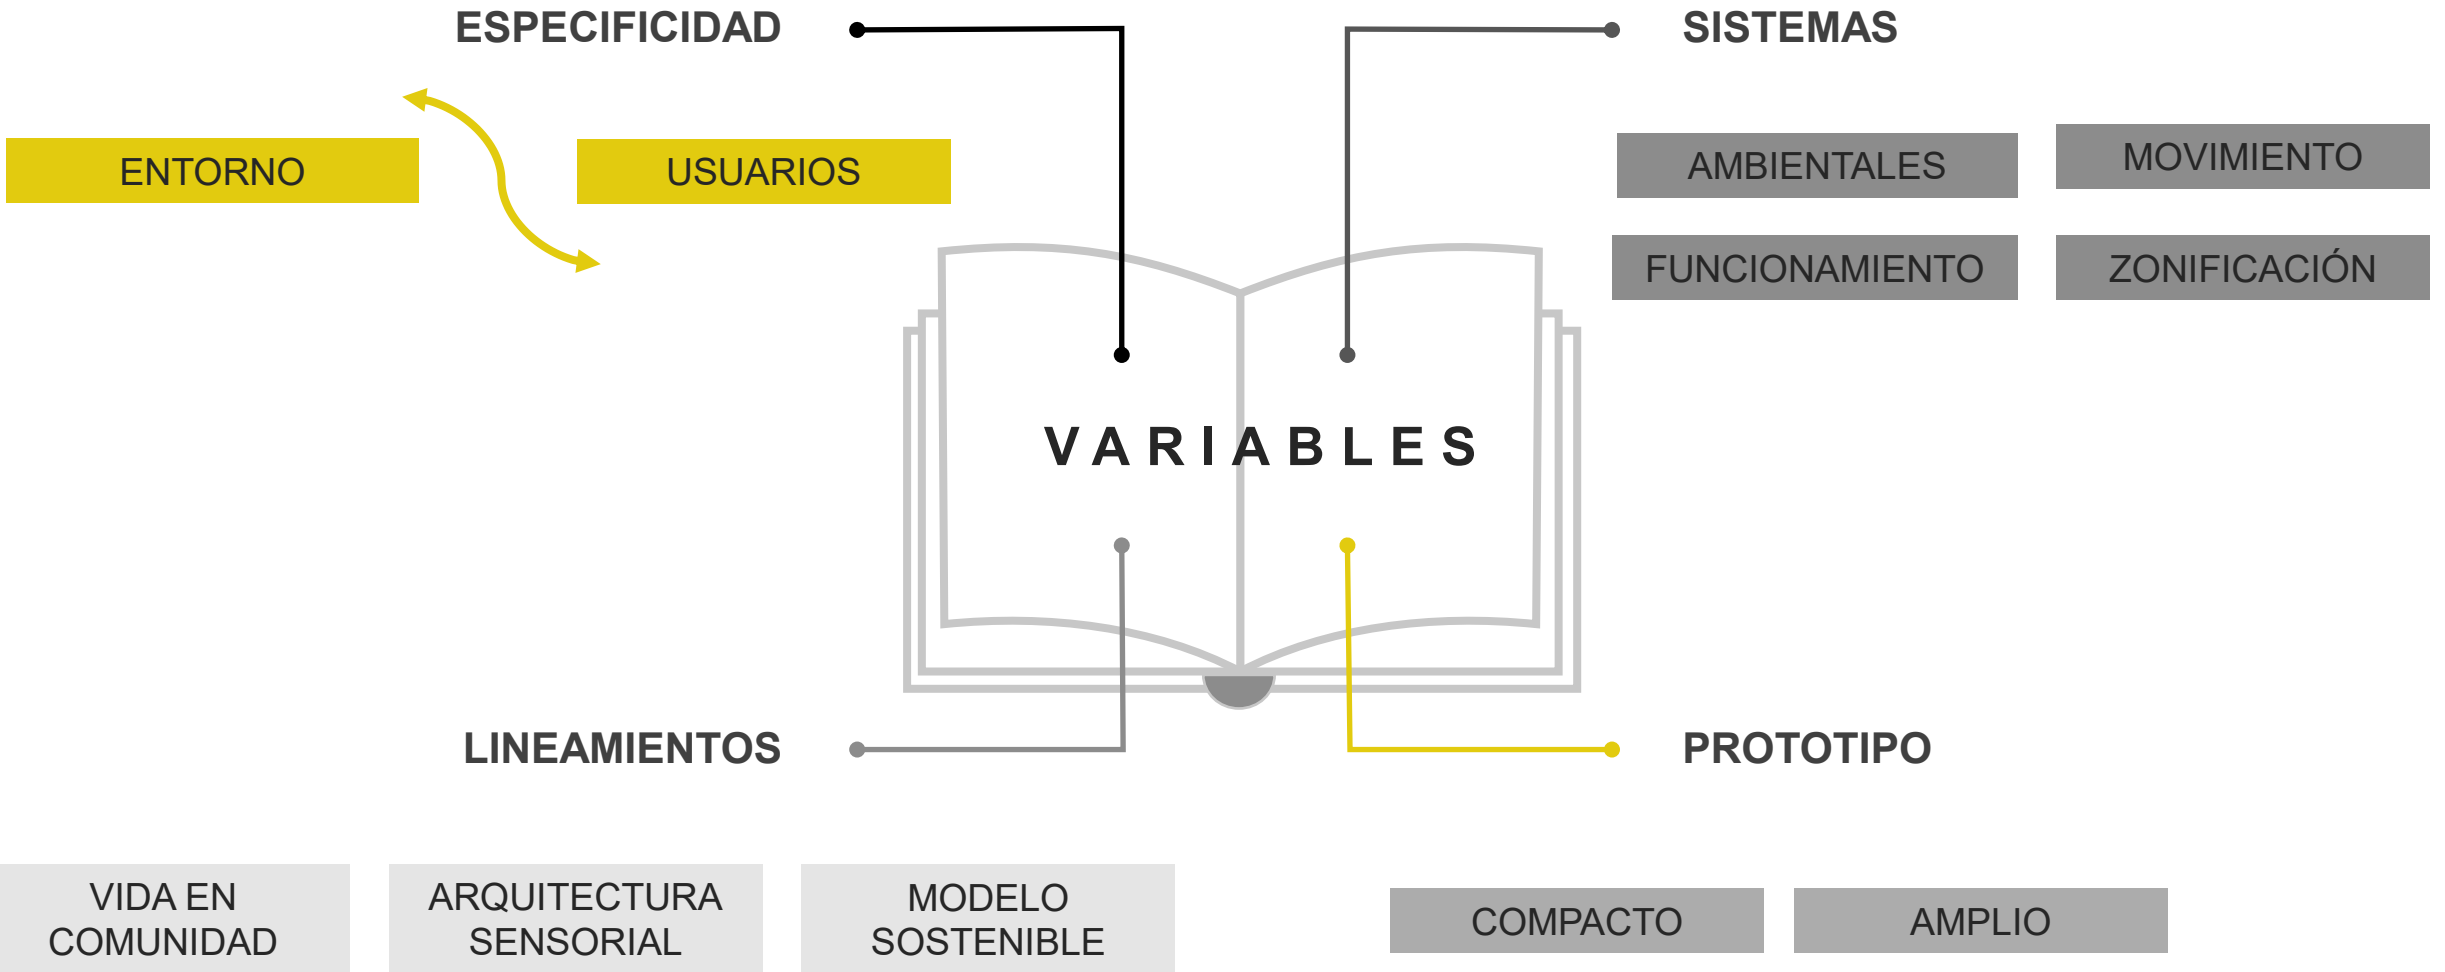 ESPECIFICIDAD
SISTEMAS
ENTORNO
USUARIOS
AMBIENTALES
MOVIMIENTO
FUNCIONAMIENTO
ZONIFICACIÓN
VARIABLES
LINEAMIENTOS
PROTOTIPO
VIDA EN
COMUNIDAD
ARQUITECTURA
SENSORIAL
MODELO
SOSTENIBLE
COMPACTO
AMPLIO